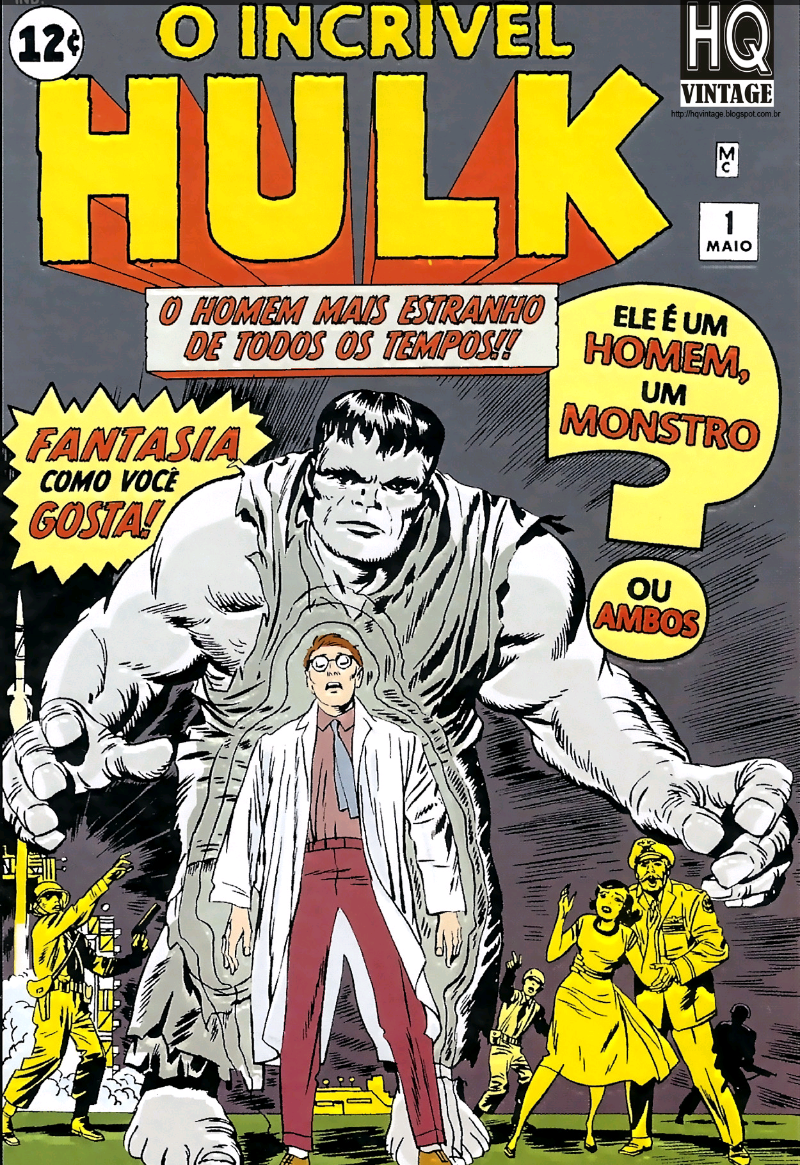 IND.
12¢
O INCRÍVEL
HULK
HQ
VINTAGE
http://hqvintage.blogspot.com.br
M
C
1
MAIO
O HOMEM MAIS ESTRANHO
DE TODOS OS TEMPOS!!
ELE É UM
HOMEM,
UM
MONSTRO
?
OU
AMBOS
FANTASIA
COMO VOCÊ
GOSTA!